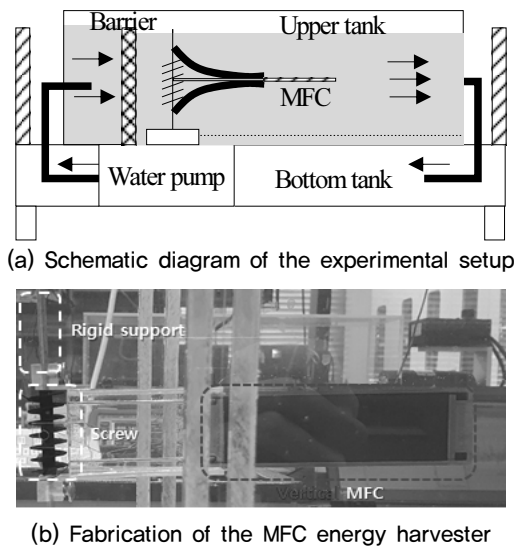 Barrier
Upper tank
MFC
Water pump
Bottom tank
(a) Schematic diagram of the experimental setup
Rigid support
Screw
Vertical MFC
(b) Fabrication of the MFC energy harvester